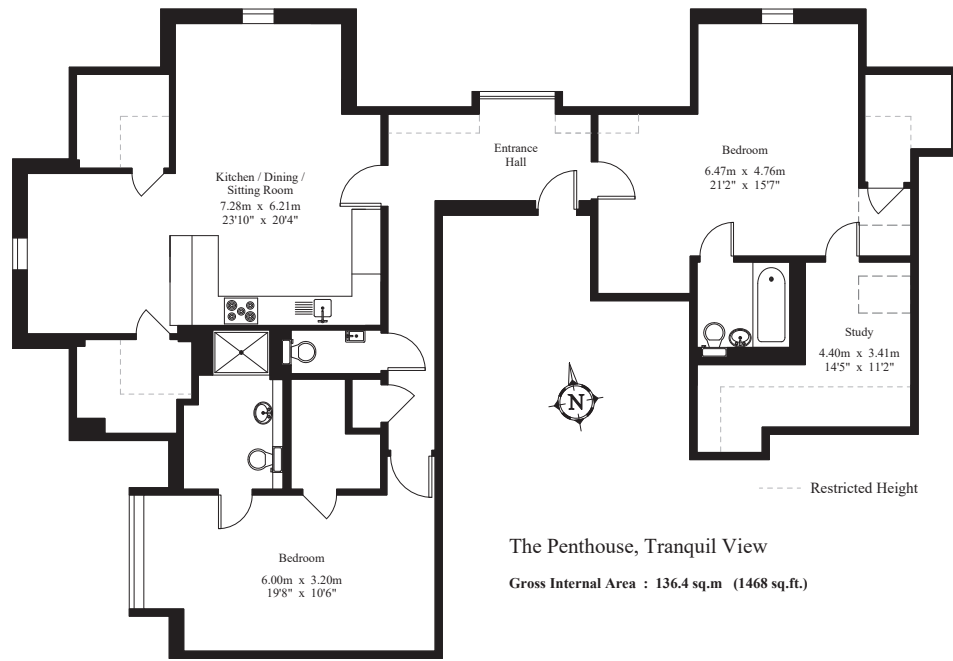 Entrance
Hall
Kitchen / Dining /
Sitting Room
7.28m x 6.21m
23'10" x 20'4"
Bedroom
6.47m x 4.76m
21'2" x 15'7"
Study
4.40m x 3.41m
14'5" x 11'2"
N
Restricted Height
Bedroom
6.00m x 3.20m
19'8" x 10'6"
The Penthouse, Tranquil View
Gross Internal Area : 136.4 sq.m (1468 sq.ft.)